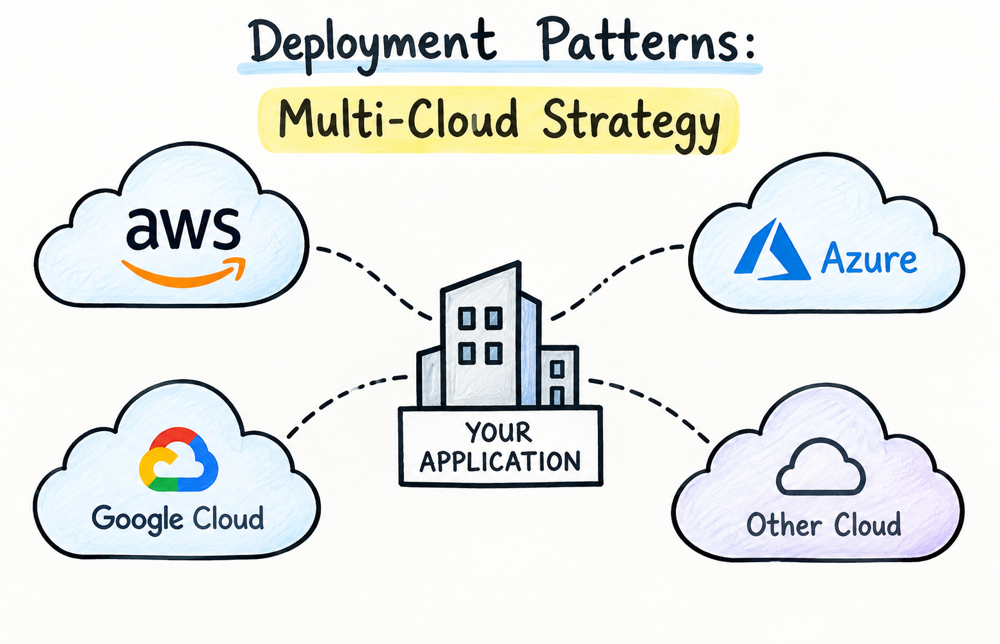 Deployment Patterns:
Multi-Cloud Strategy
aws
Azure
YOUR
APPLICATION
Google Cloud
Other Cloud